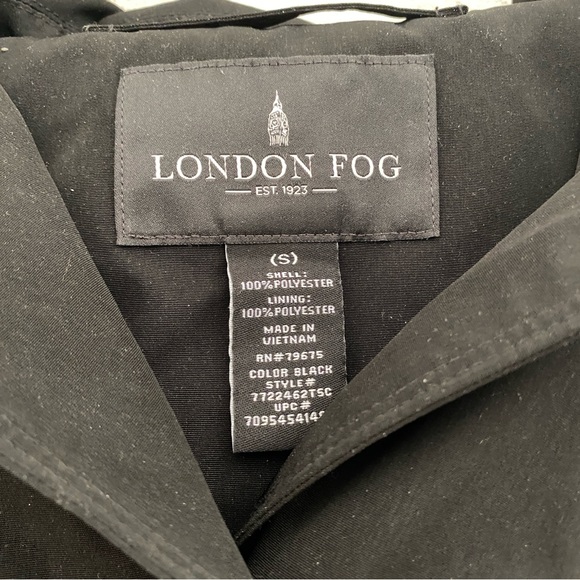 LONDON FOG
EST. 1923
(S)
SHELL:
100%POLYESTER
LINING:
100%POLYESTER
MADE IN
VIETNAM
RN#79675
COLOR BLACK
STYLE#
7722462TSC
UPC#
7095454149